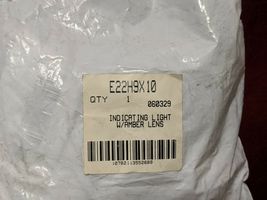 E22H9X10
QTY 1
060329
INDICATING LIGHT
W/AMBER LENS